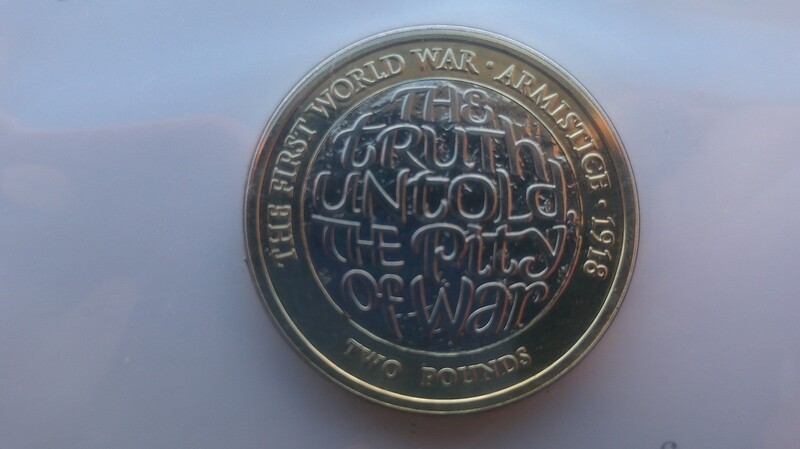 THE FIRST WORLD WAR · ARMISTICE · 1918
THE
TRUTH
UNTOLD,
THE PITY
OF WAR
TWO POUNDS